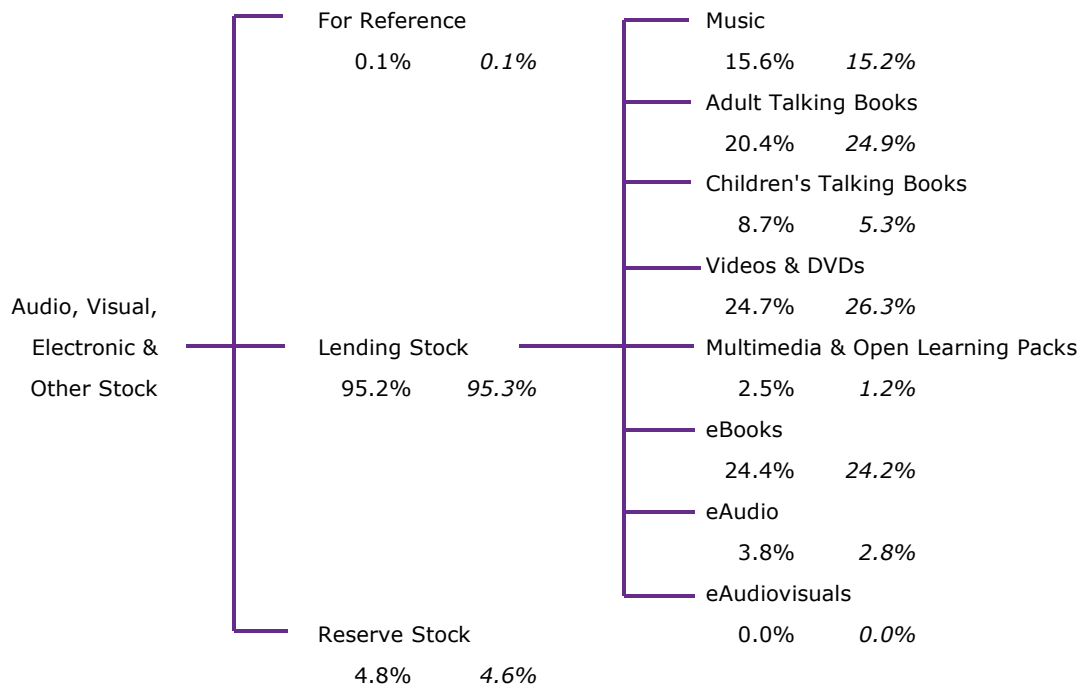 For Reference
0.1% 0.1%
Music
15.6% 15.2%
Adult Talking Books
20.4% 24.9%
Children's Talking Books
8.7% 5.3%
Videos & DVDs
24.7% 26.3%
Audio, Visual,
Electronic &
Other Stock
Lending Stock
95.2% 95.3%
Multimedia & Open Learning Packs
2.5% 1.2%
eBooks
24.4% 24.2%
eAudio
3.8% 2.8%
eAudiovisuals
0.0% 0.0%
Reserve Stock
4.8% 4.6%